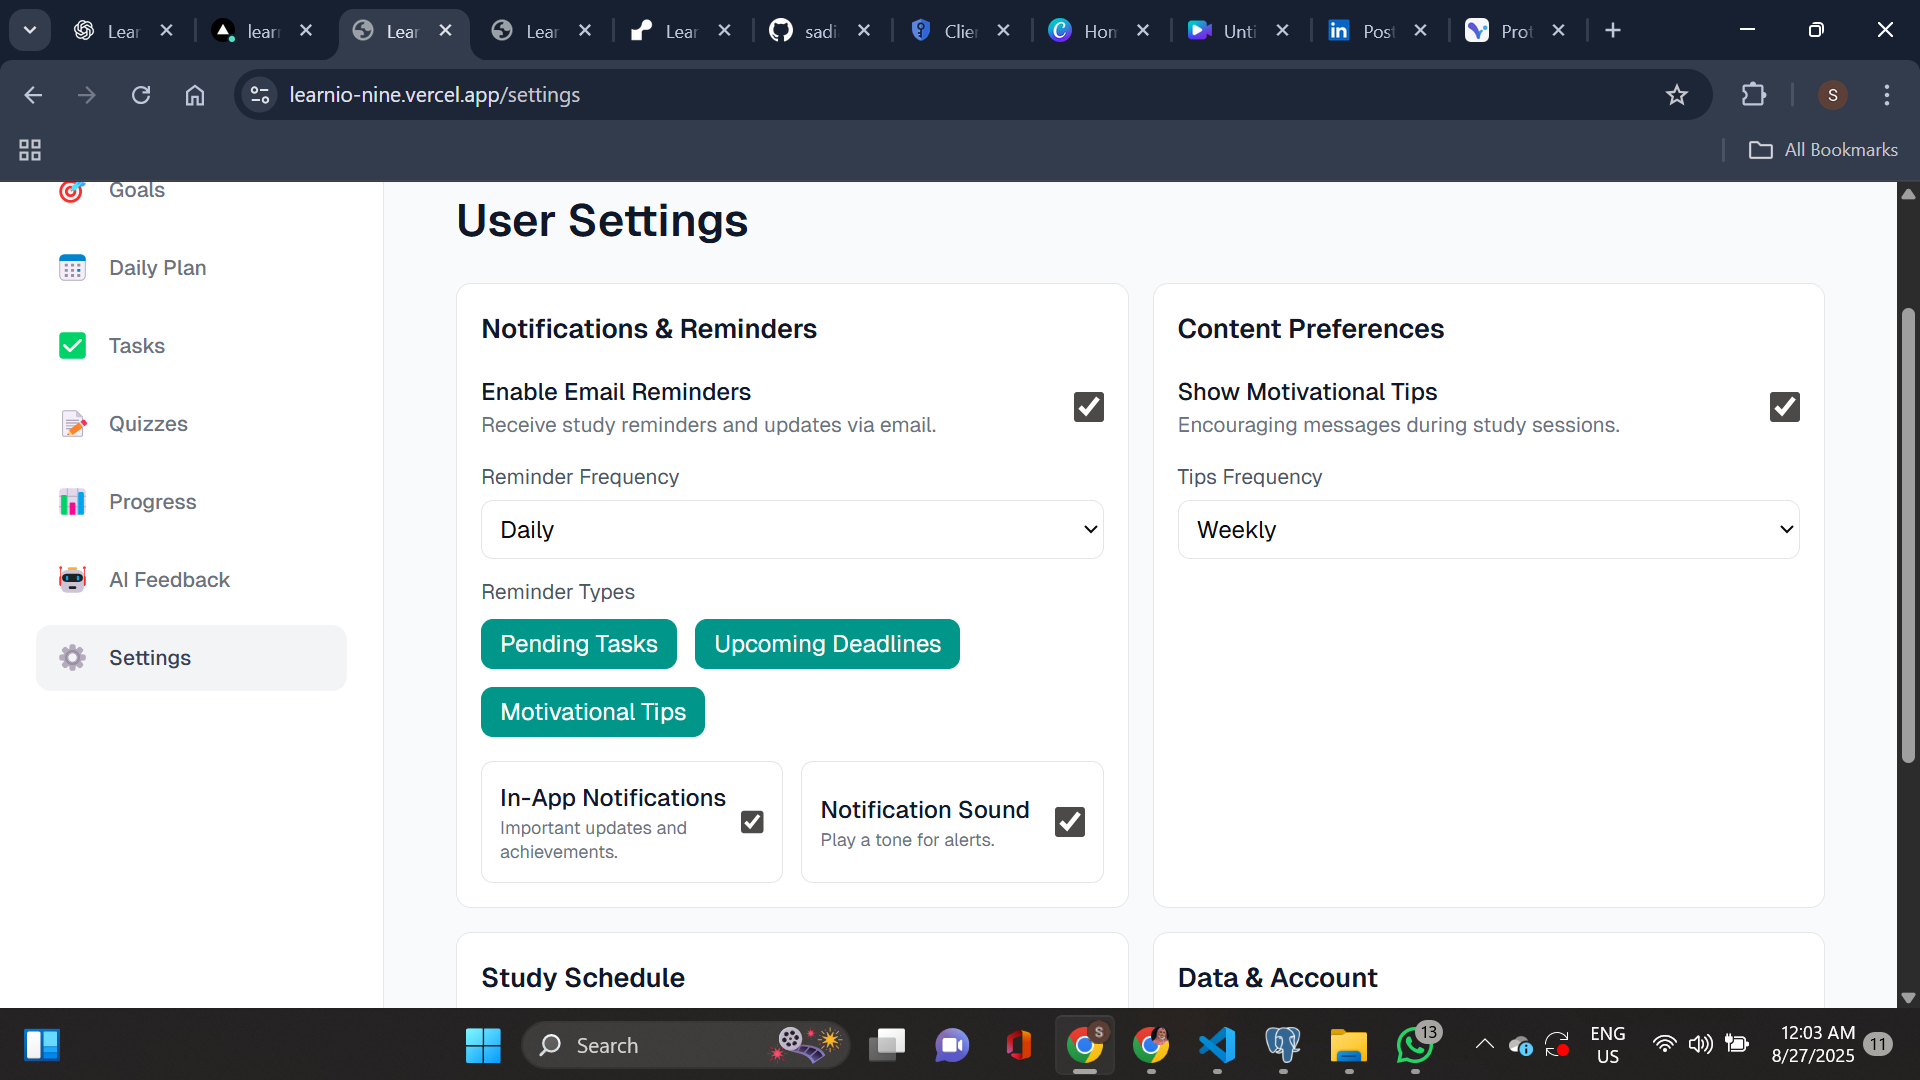 Lear
learn
Lear
Lear
Lear
sadi
Clie
Hom
Unti
Post
Prot
learnio-nine.vercel.app/settings
S
All Bookmarks
Goals
Daily Plan
Tasks
Quizzes
Progress
AI Feedback
Settings
User Settings
Notifications & Reminders
Enable Email Reminders
Receive study reminders and updates via email.
Reminder Frequency
Daily
Reminder Types
Pending Tasks
Upcoming Deadlines
Motivational Tips
In-App Notifications
Important updates and
achievements.
Notification Sound
Play a tone for alerts.
Content Preferences
Show Motivational Tips
Encouraging messages during study sessions.
Tips Frequency
Weekly
Study Schedule
Data & Account
Search
S
13
ENG
US
12:03 AM
8/27/2025
11